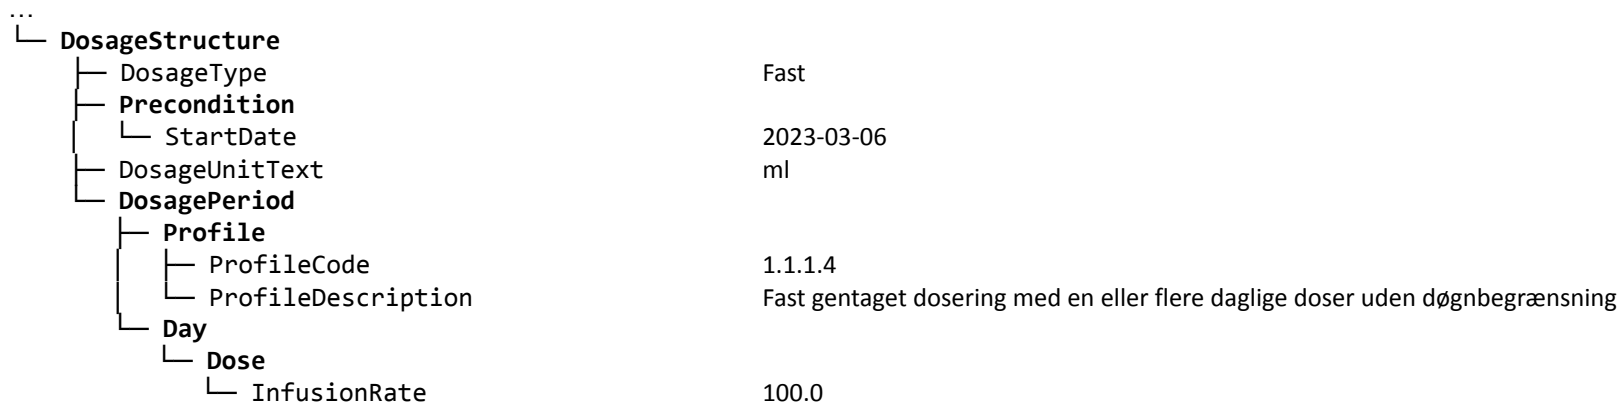 …
└─ DosageStructure
├─ DosageType Fast
├─ Precondition
│ └─ StartDate 2023-03-06
├─ DosageUnitText ml
└─ DosagePeriod
├─ Profile
│ ├─ ProfileCode 1.1.1.4
│ └─ ProfileDescription Fast gentaget dosering med en eller flere daglige doser uden døgnbegrænsning
└─ Day
└─ Dose
└─ InfusionRate 100.0